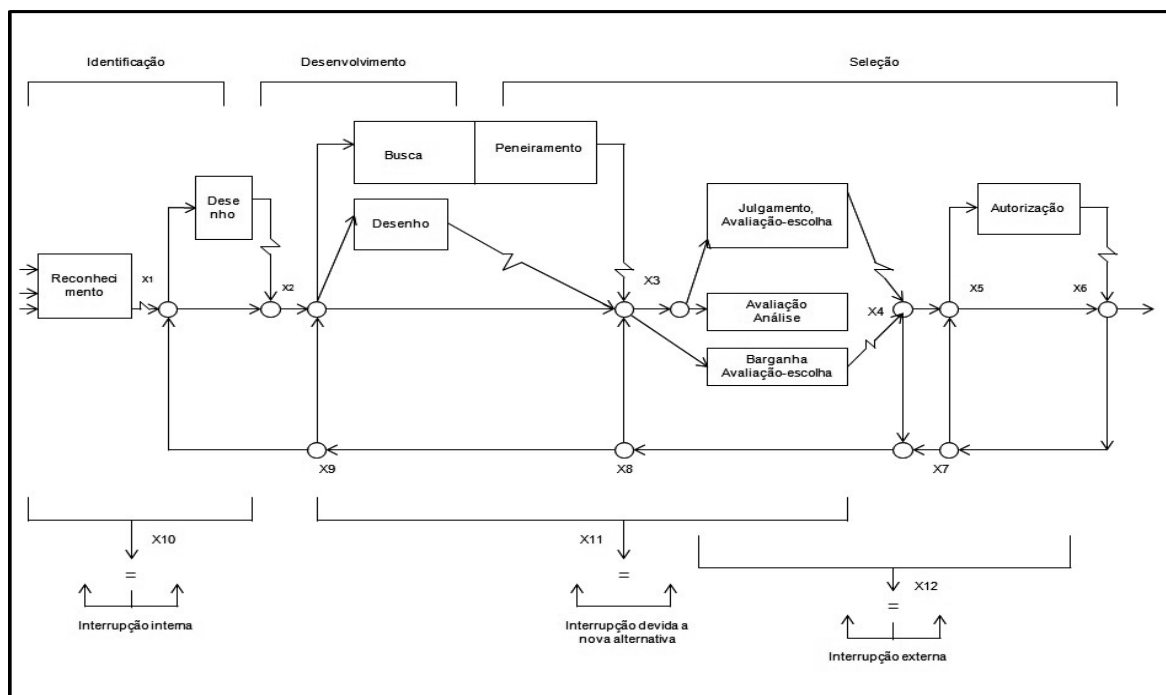 Identificação
Desenvolvimento
Seleção
Busca
Peneiramento
Dese
nho
Desenho
Julgamento,
Avaliação-escolha
Autorização
Reconheci
mento
X1
X2
X3
Avaliação
Análise
X4
X5
X6
Barganha
Avaliação-escolha
X9
X8
X7
X10
X11
X12
=
=
=
Interrupção interna
Interrupção devida a
nova alternativa
Interrupção externa